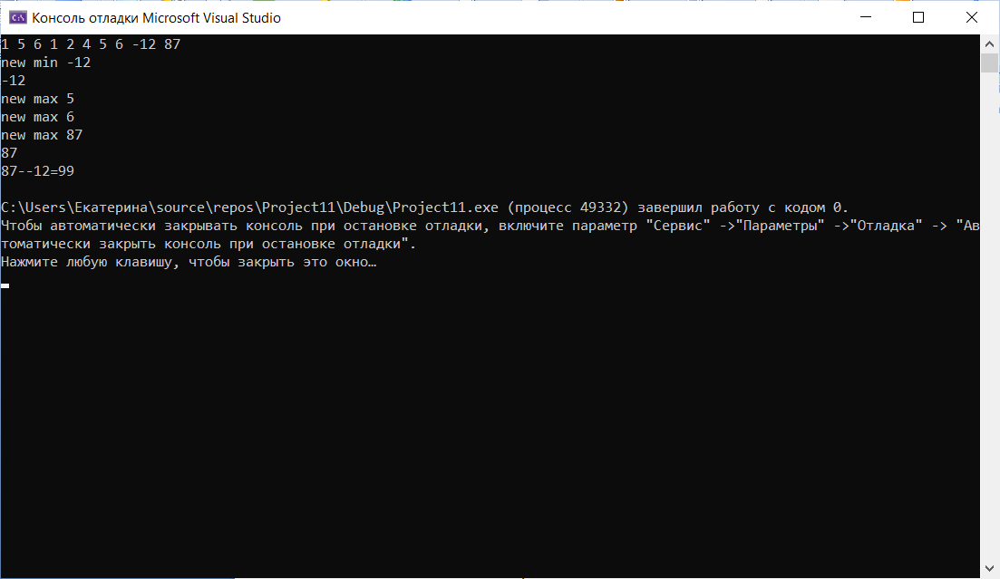 Консоль отладки Microsoft Visual Studio
1 5 6 1 2 4 5 6 -12 87
new min -12
-12
new max 5
new max 6
new max 87
87
87--12=99
C:\Users\Екатерина\source\repos\Project11\Debug\Project11.exe (процесс 49332) завершил работу с кодом 0.
Чтобы автоматически закрывать консоль при остановке отладки, включите параметр "Сервис" ->"Параметры" ->"Отладка" -> "Ав
томатически закрыть консоль при остановке отладки".
Нажмите любую клавишу, чтобы закрыть это окно…